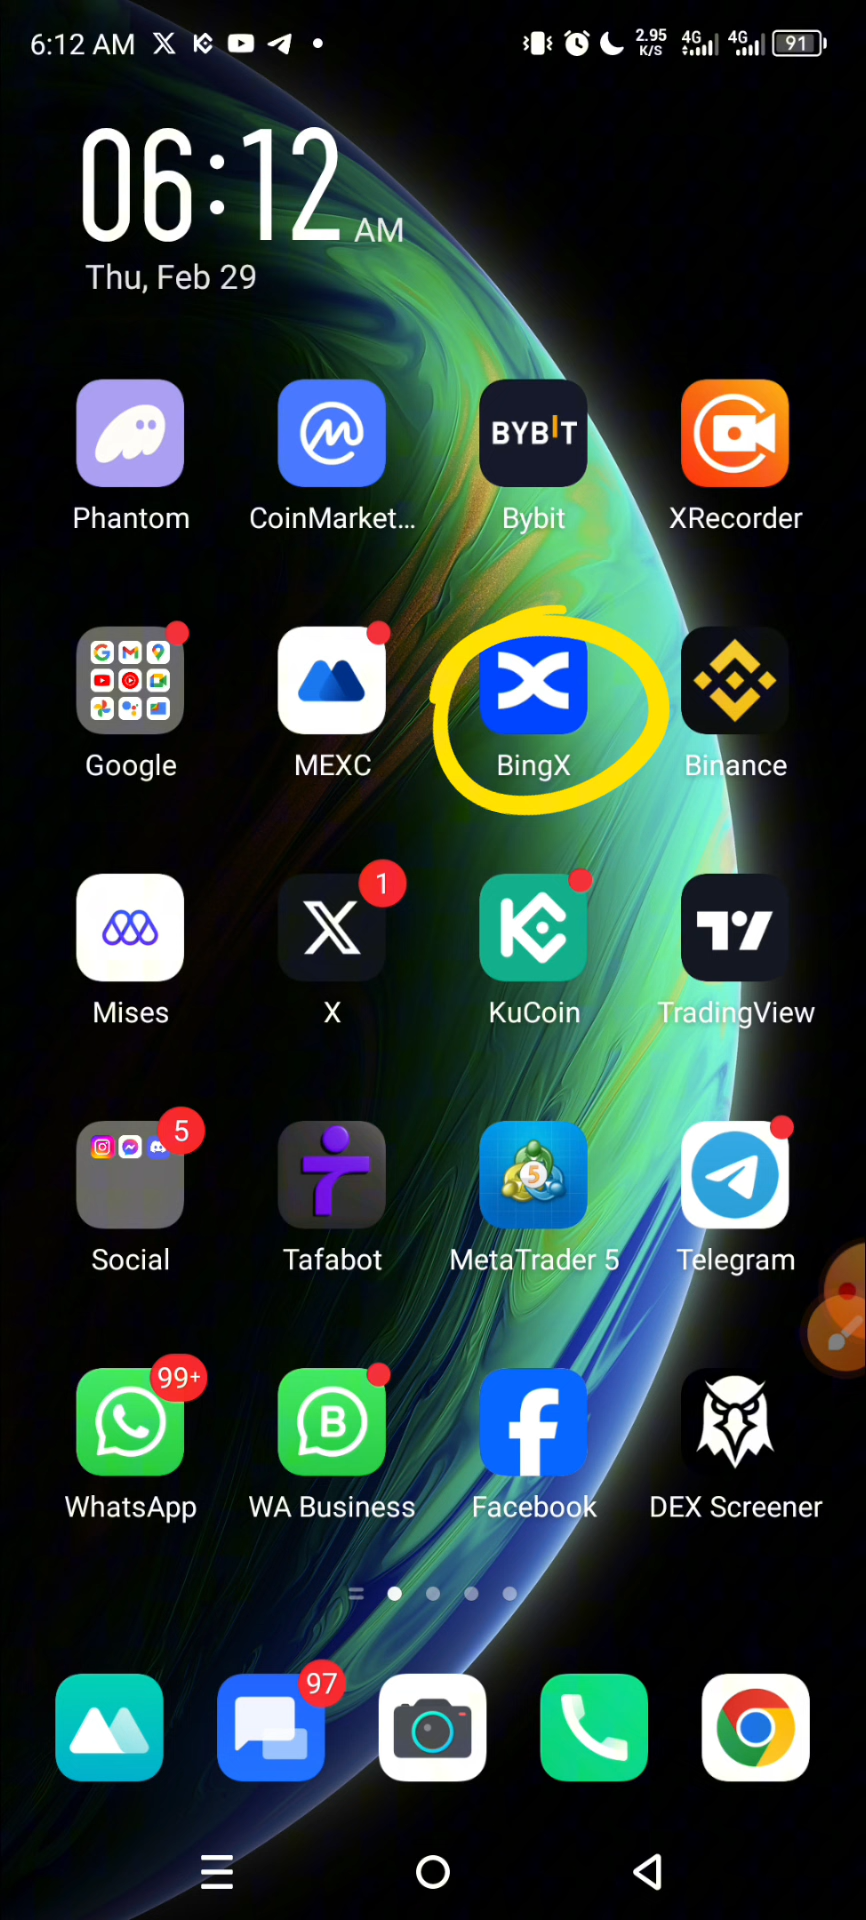 6:12 AM
2.95
K/S
4G
4G
91
06:12 AM
Thu, Feb 29
BYBIT
Phantom
CoinMarket...
Bybit
XRecorder
Google
MEXC
BingX
Binance
1
Mises
X
KuCoin
TradingView
5
5
Social
Tafabot
MetaTrader 5
Telegram
99+
B
WhatsApp
WA Business
Facebook
DEX Screener
97